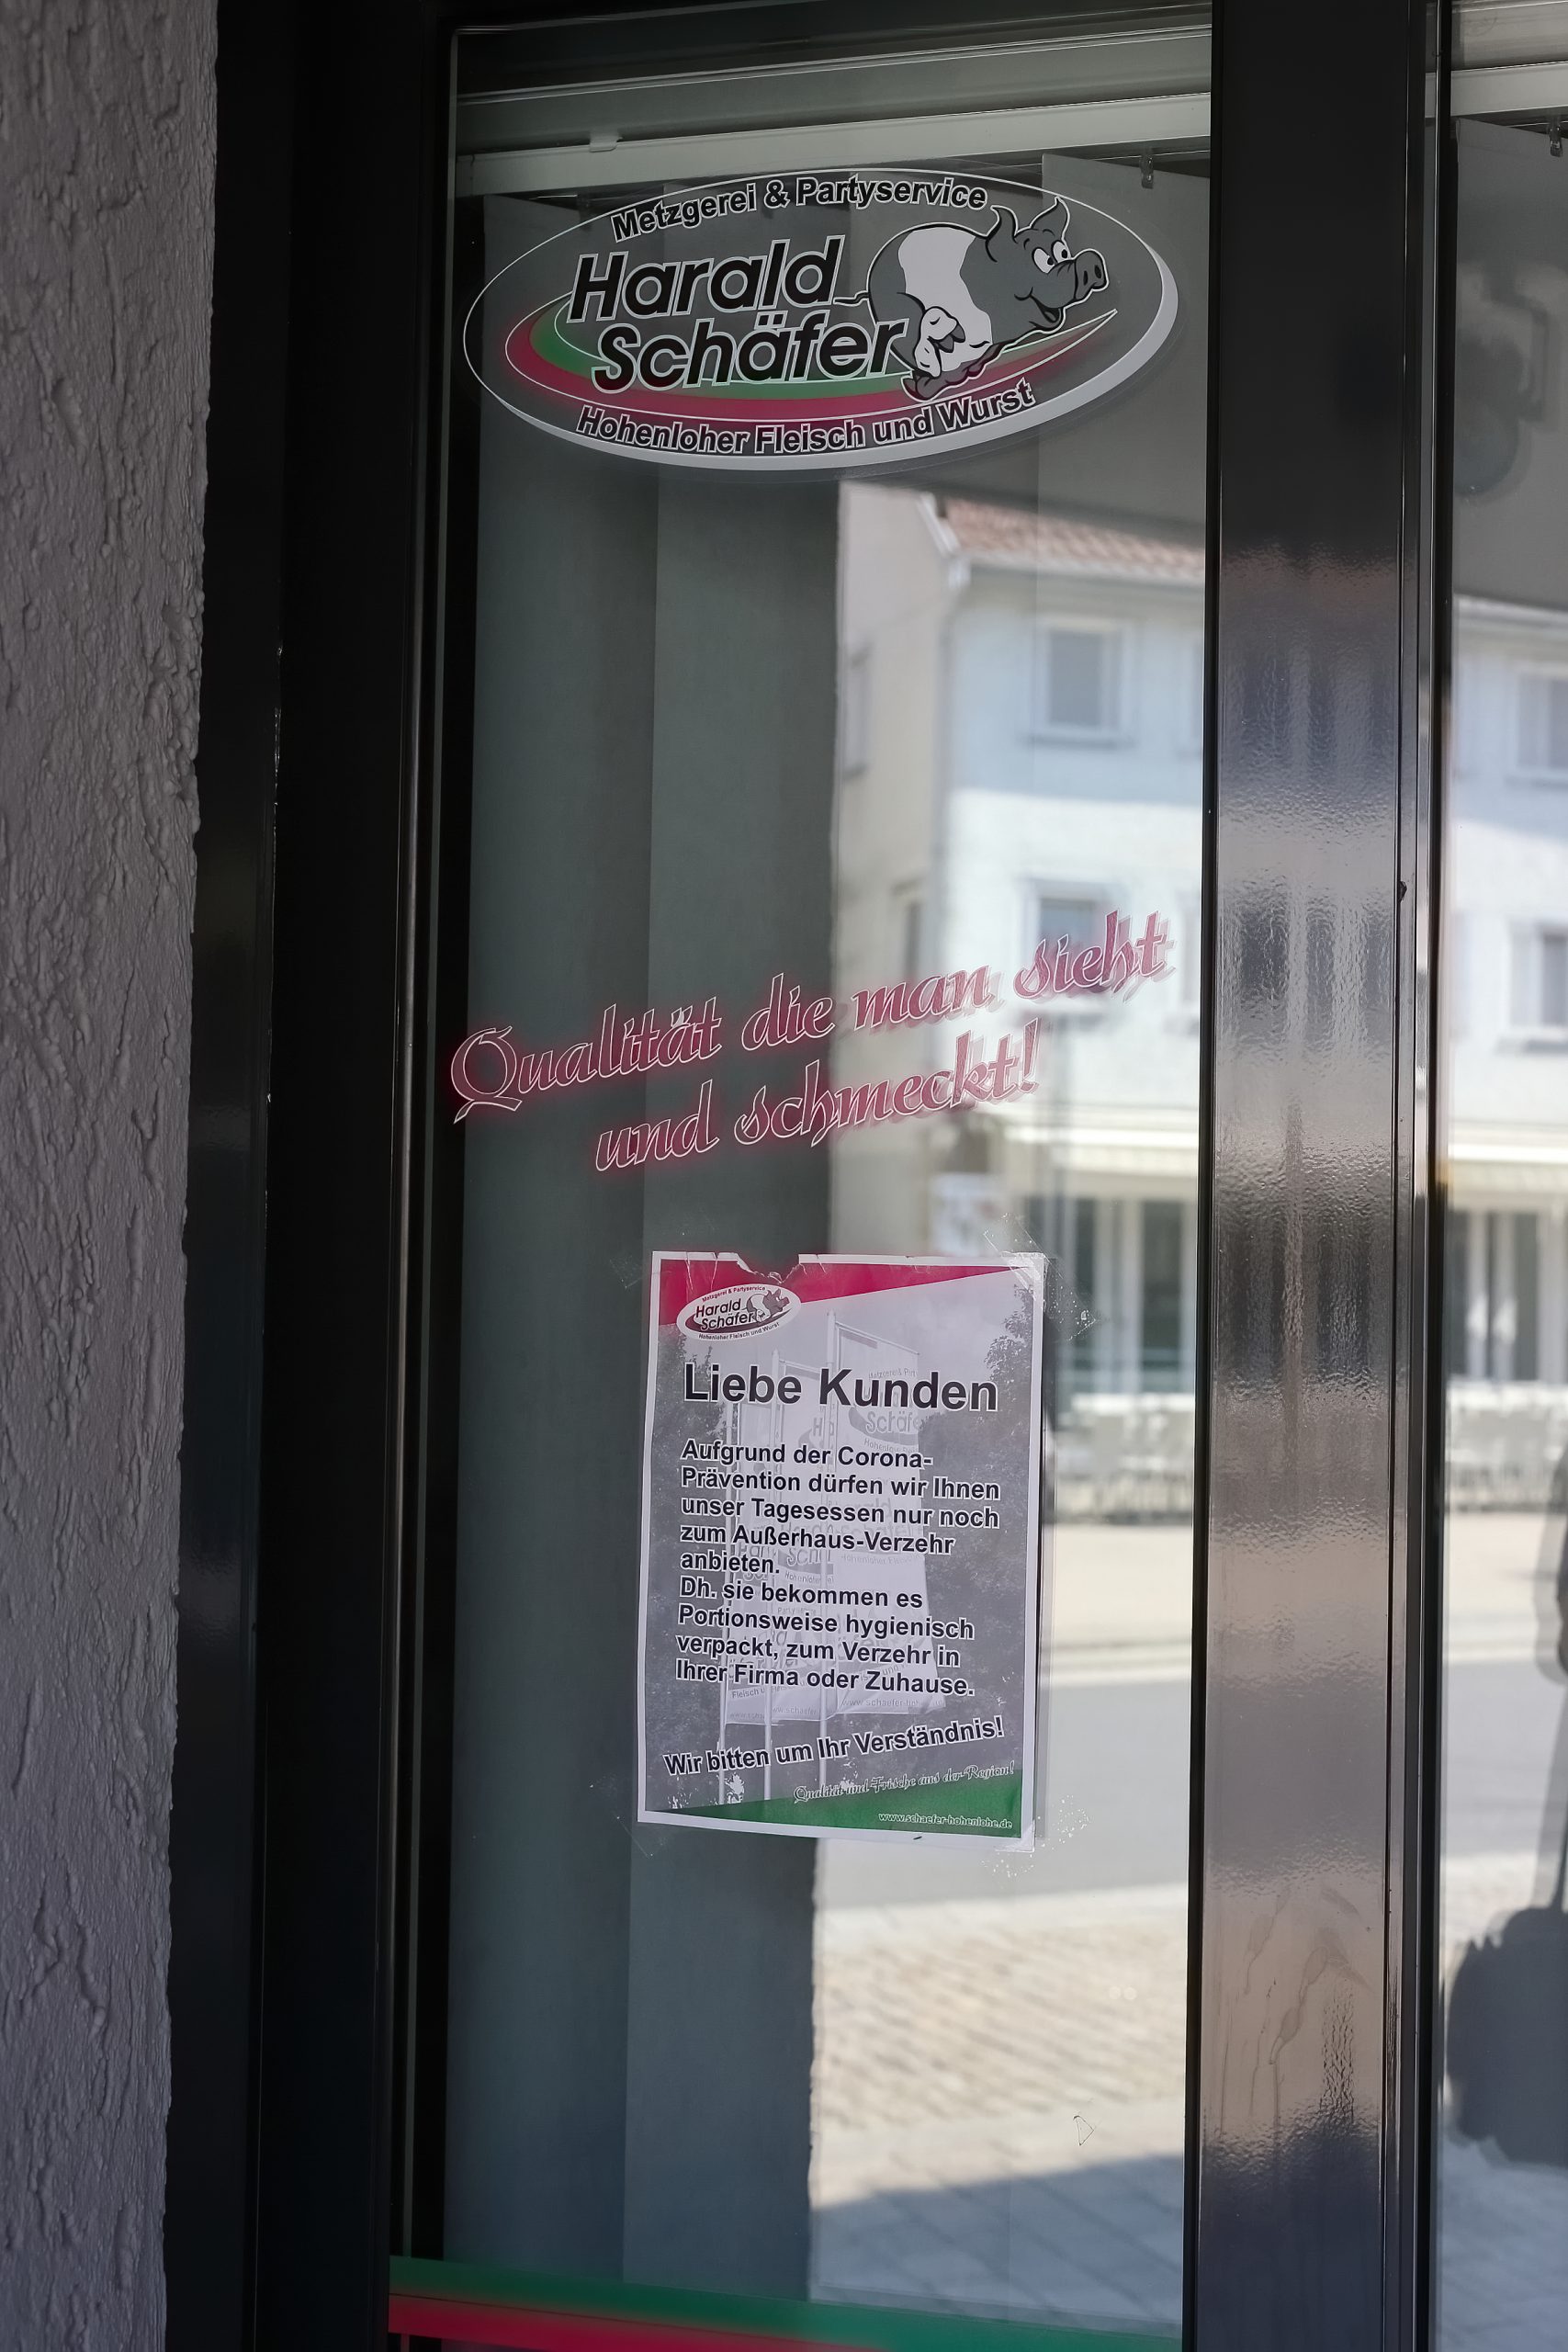 Metzgerei & Partyservice
Harald
Schäfer
Hohenloher Fleisch und Wurst
Qualität die man sieht
und schmeckt!
Metzgerei & Partyservice
Harald
Schäfer
Hohenloher Fleisch und Wurst
Liebe Kunden
Aufgrund der Corona-
Prävention dürfen wir Ihnen
unser Tagesessen nur noch
zum Außerhaus-Verzehr
anbieten.
Dh. sie bekommen es
Portionsweise hygienisch
verpackt, zum Verzehr in
Ihrer Firma oder Zuhause.
Wir bitten um Ihr Verständnis!
Qualität und Frische aus der Region!
www.schaefer-hohenlohe.de